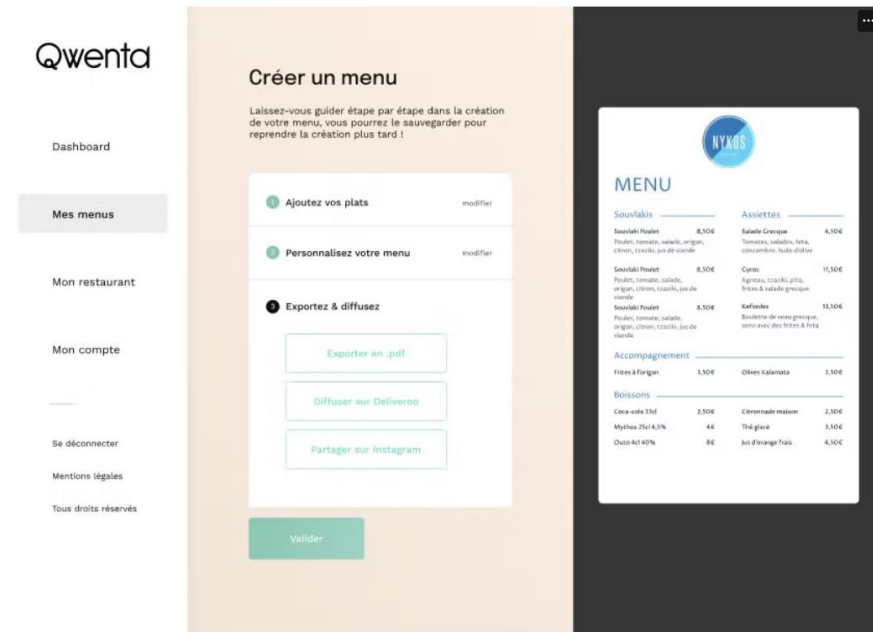 Qwenta
Dashboard
Mes menus
Mon restaurant
Mon compte
Se déconnecter
Mentions légales
Tous droits réservés
Créer un menu
Laissez-vous guider étape par étape dans la création
de votre menu, vous pourrez le sauvegarder pour
reprendre la création plus tard !
1 Ajoutez vos plats modifier
2 Personnalisez votre menu modifier
3 Exportez & diffusez
Exporter en .pdf
Diffuser sur Deliveroo
Partager sur Instagram
Valider
NYKOS
MENU
Souvlakis
Souvlaki Poulet 8,50€
Poulet, tomate, salade, origan,
citron, tzaziki, jus de viande
Souvlaki Poulet 8,50€
Poulet, tomate, salade,
origan, citron, tzaziki, jus de
viande
Souvlaki Poulet 8,50€
Poulet, tomate, salade,
origan, citron, tzaziki, jus de
viande
Assiettes
Salade Grecque 4,50€
Tomates, salades, feta,
concombre, huile d'olive
Gyros 11,50€
Agneau, tzaziki, pita,
frites & salade grecque
Keftedes 12,50€
Boulette de veau grecque,
servi avec des frites & feta
Accompagnement
Frites à l'origan 3,50€ Olives Kalamata 3,50€
Boissons
Coca-cola 33cl 2,50€ Citronnade maison 2,50€
Mythos 25cl 4,5% 4€ Thé glacé 3,50€
Ouzo 4cl 40% 8€ Jus d'orange frais 4,50€